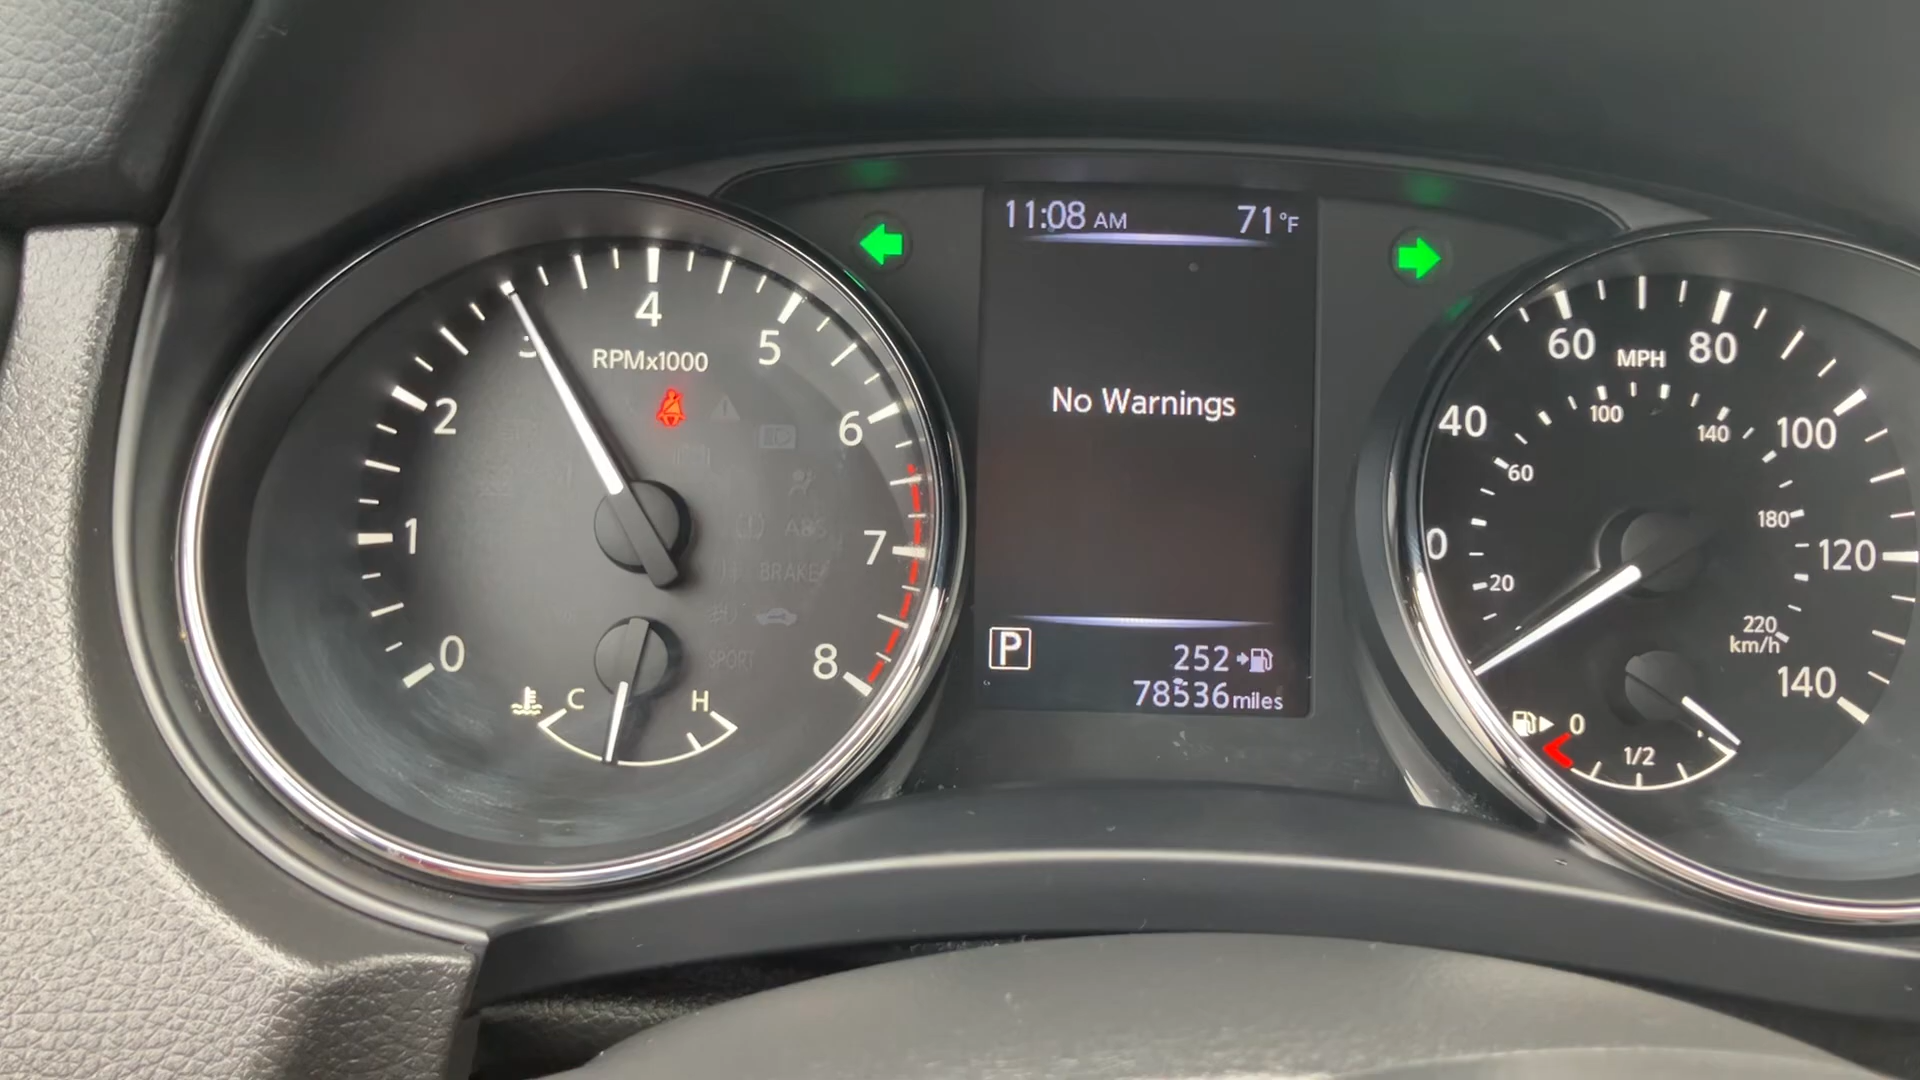 11:08 AM 71°F
No Warnings
P
252
78536 miles
0
1
2
3
4
5
6
7
8
RPMx1000
ABS
BRAKE
SPORT
C H
0
40
60
80
100
120
140
MPH
20
60
100
140
180
220
km/h
0
1/2